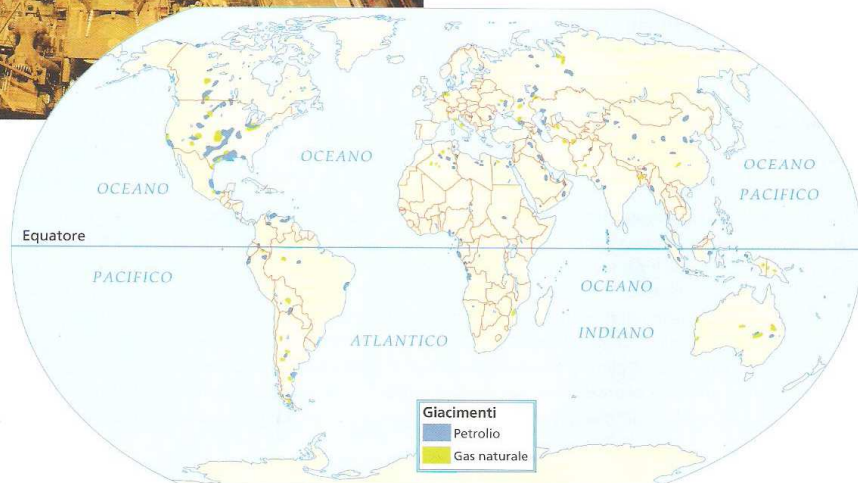 OCEANO
OCEANO
OCEANO
PACIFICO
Equatore
PACIFICO
OCEANO
ATLANTICO
INDIANO
Giacimenti
Petrolio
Gas naturale